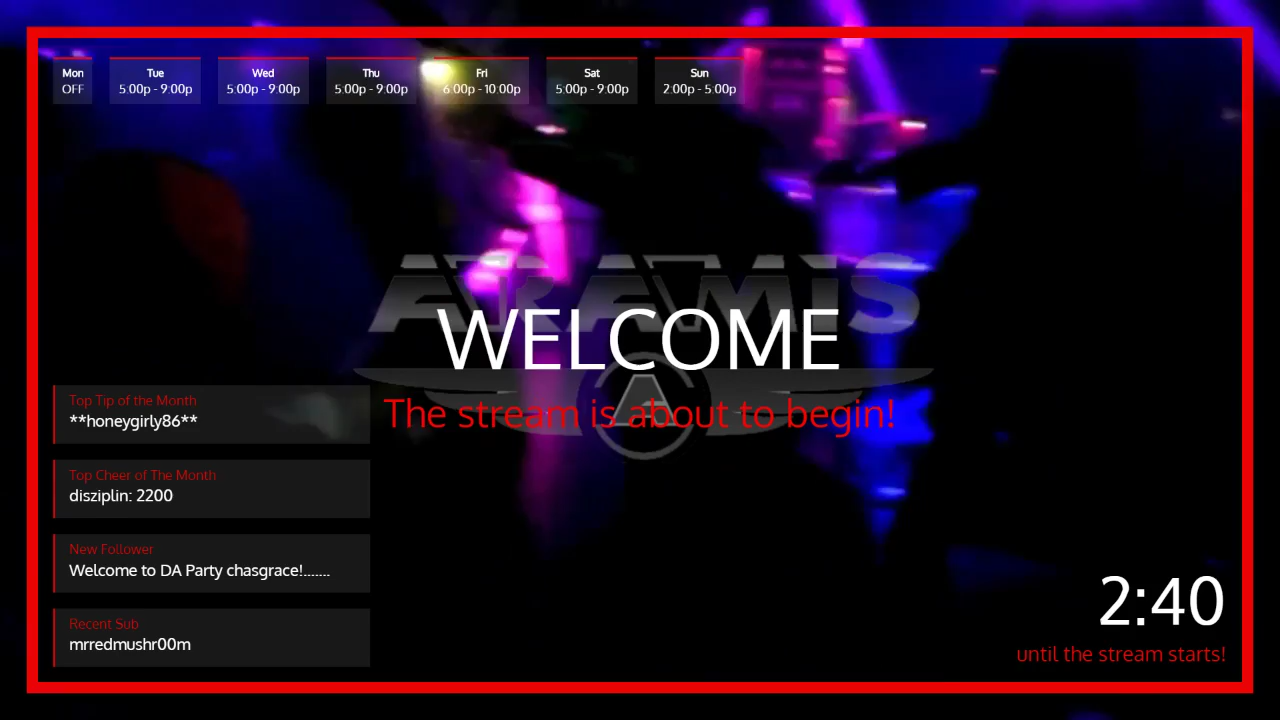 Mon
OFF
Tue
5:00p - 9:00p
Wed
5:00p - 9:00p
Thu
5:00p - 9:00p
Fri
6:00p - 10:00p
Sat
5:00p - 9:00p
Sun
2:00p - 5:00p
ARAMIS
WELCOME
A
The stream is about to begin!
Top Tip of the Month
**honeygirly86**
Top Cheer of The Month
disziplin: 2200
New Follower
Welcome to DA Party chasgrace!.......
Recent Sub
mrredmushr00m
2:40
until the stream starts!